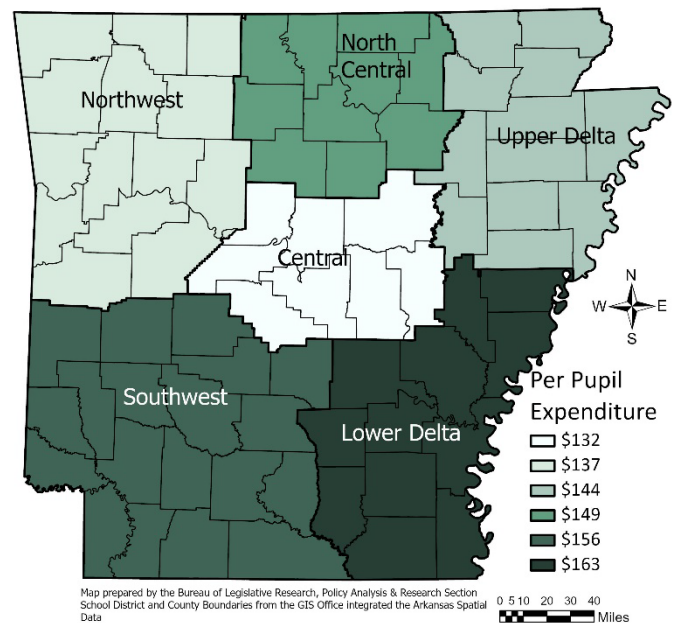 North
Central
Northwest
Upper Delta
Central
N
W E
S
Southwest
Lower Delta
Per Pupil
Expenditure
$132
$137
$144
$149
$156
$163
Map prepared by the Bureau of Legislative Research, Policy Analysis & Research Section
School District and County Boundaries from the GIS Office integrated the Arkansas Spatial
Data
0 5 10 20 30 40
Miles